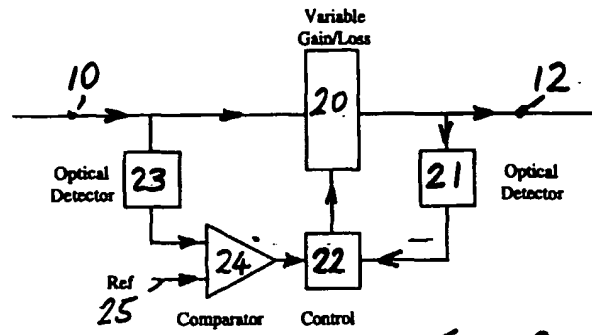 Variable
Gain/Loss
10
20
12
Optical
Detector
23
21
Optical
Detector
24
22
Ref
25
Comparator
Control